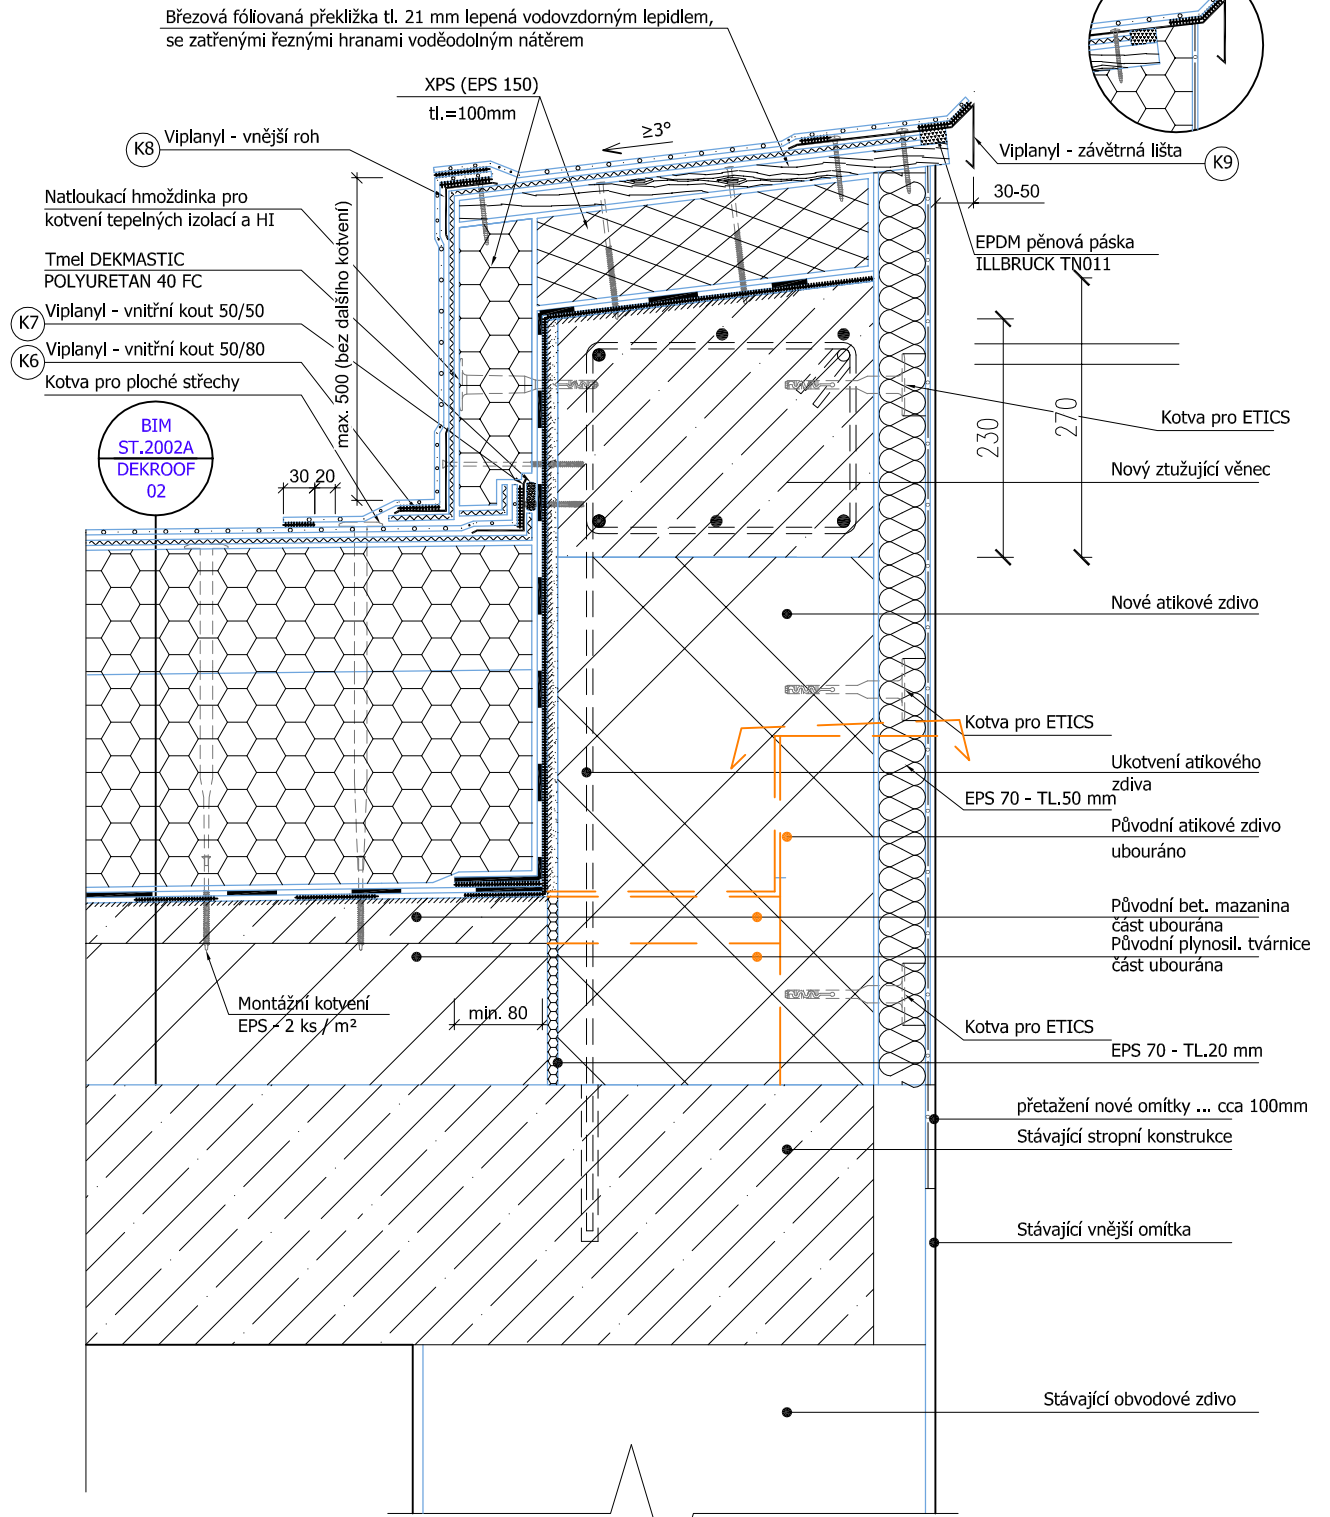 Březová fóliovaná překližka tl. 21 mm lepená vodovzdorným lepidlem,
se zatřenými řeznými hranami voděodolným nátěrem
XPS (EPS 150)
tl.=100mm
≥3°
K8
Viplanyl - vnější roh
Viplanyl - závětrná lišta
K9
30-50
Natloukací hmoždinka pro
kotvení tepelných izolací a HI
EPDM pěnová páska
ILLBRUCK TN011
Tmel DEKMASTIC
POLYURETAN 40 FC
K7
Viplanyl - vnitřní kout 50/50
K6
Viplanyl - vnitřní kout 50/80
Kotva pro ploché střechy
max. 500 (bez dalšího kotvení)
BIM
ST.2002A
DEKROOF
02
30 20
230
270
Kotva pro ETICS
Nový ztužující věnec
Nové atikové zdivo
Kotva pro ETICS
Ukotvení atikového
zdiva
EPS 70 - TL.50 mm
Původní atikové zdivo
ubouráno
Původní bet. mazanina
část ubourána
Původní plynosil. tvárnice
část ubourána
Montážní kotvení
EPS - 2 ks / m²
min. 80
Kotva pro ETICS
EPS 70 - TL.20 mm
přetažení nové omítky ... cca 100mm
Stávající stropní konstrukce
Stávající vnější omítka
Stávající obvodové zdivo